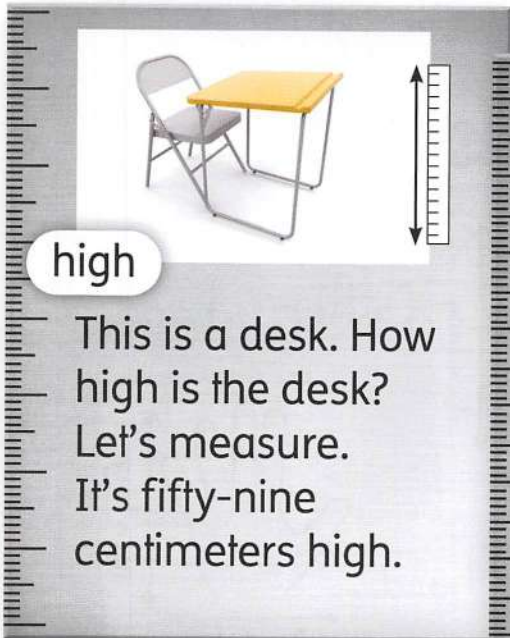 high
This is a desk. How
high is the desk?
Let's measure.
It's fifty-nine
centimeters high.